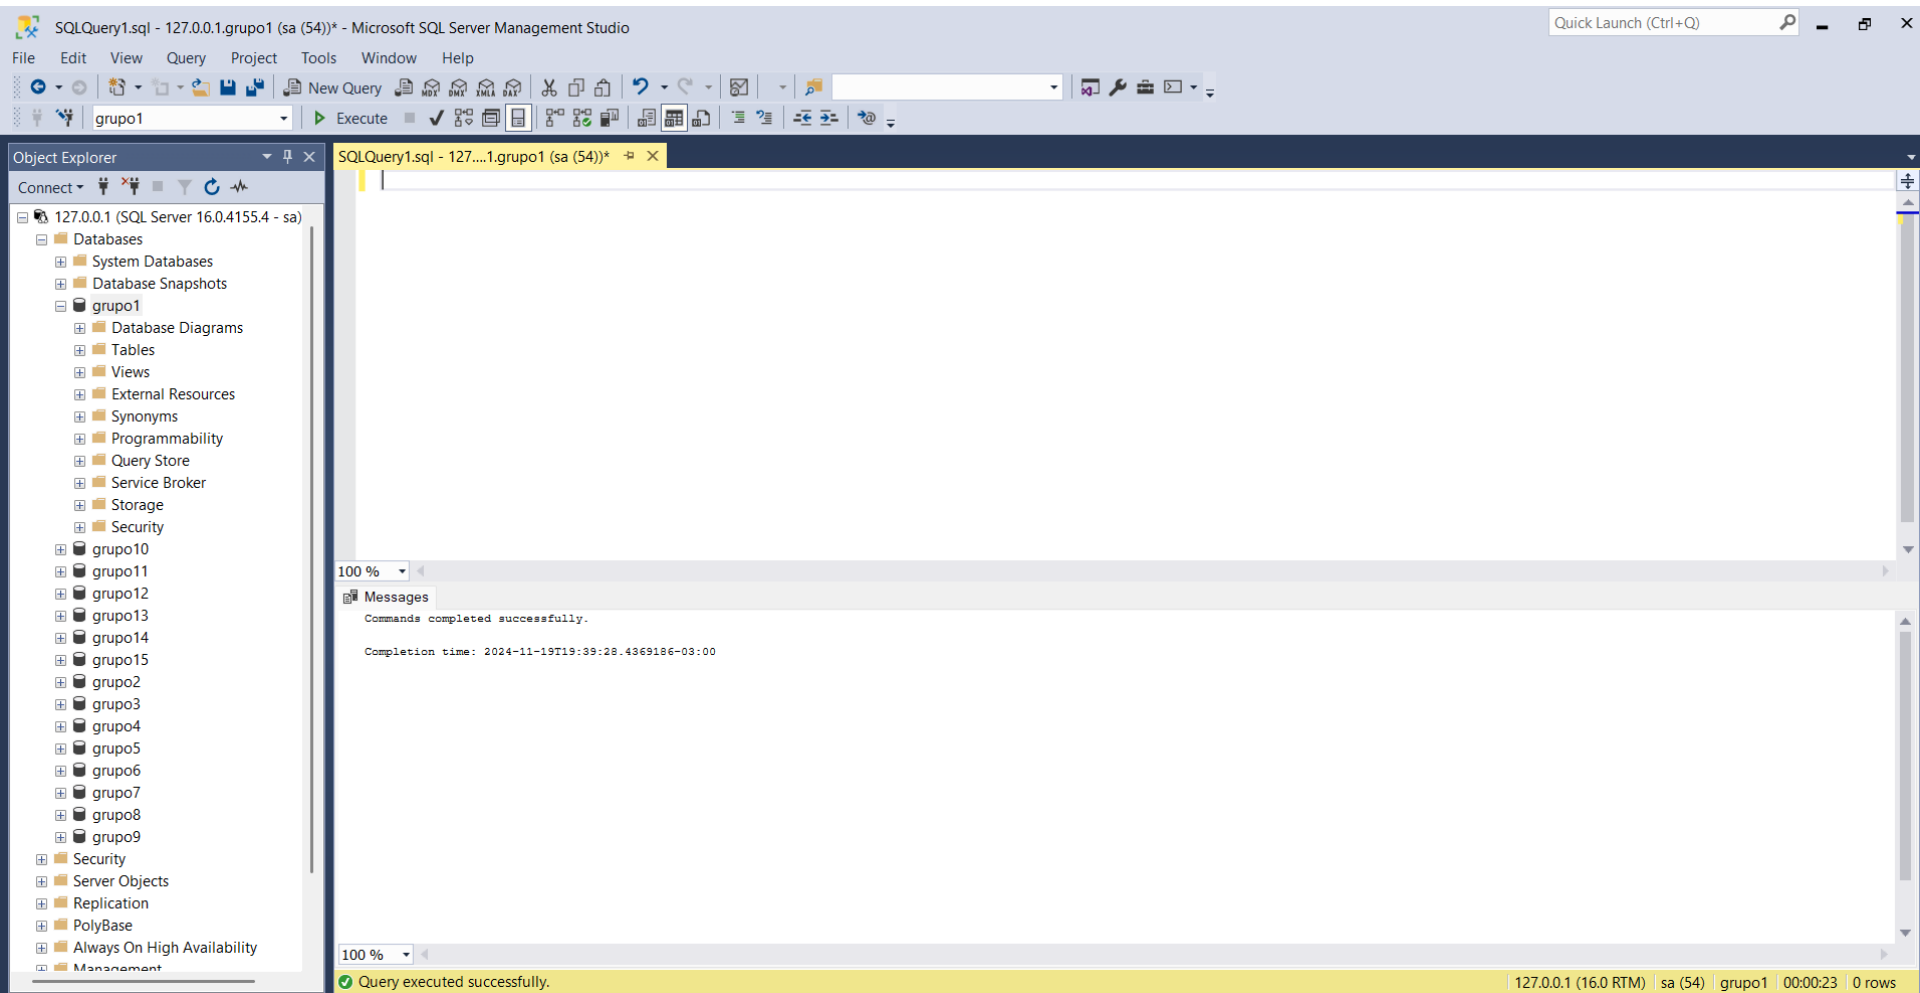 SQLQuery1.sql - 127.0.0.1.grupo1 (sa (54))* - Microsoft SQL Server Management Studio
Quick Launch (Ctrl+Q)
File Edit View Query Project Tools Window Help
New Query MDX DMX XMLA DAX
grupo1 Execute
Object Explorer
SQLQuery1.sql - 127....1.grupo1 (sa (54))*
Connect
127.0.0.1 (SQL Server 16.0.4155.4 - sa)
Databases
System Databases
Database Snapshots
grupo1
Database Diagrams
Tables
Views
External Resources
Synonyms
Programmability
Query Store
Service Broker
Storage
Security
grupo10
grupo11
grupo12
grupo13
grupo14
grupo15
grupo2
grupo3
grupo4
grupo5
grupo6
grupo7
grupo8
grupo9
Security
Server Objects
Replication
PolyBase
Always On High Availability
Management
100 %
Messages
Commands completed successfully.
Completion time: 2024-11-19T19:39:28.4369186-03:00
100 %
Query executed successfully.
127.0.0.1 (16.0 RTM) sa (54) grupo1 00:00:23 0 rows